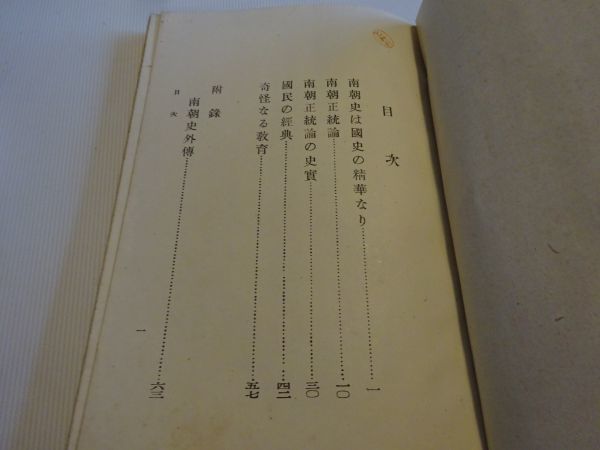 目次
南朝史は國史の精華なり……一
南朝正統論……一〇
南朝正統論の史實……三〇
國民の經典……四二
奇怪なる敎育……五七
附錄
南朝史外傳……六三
目次
一